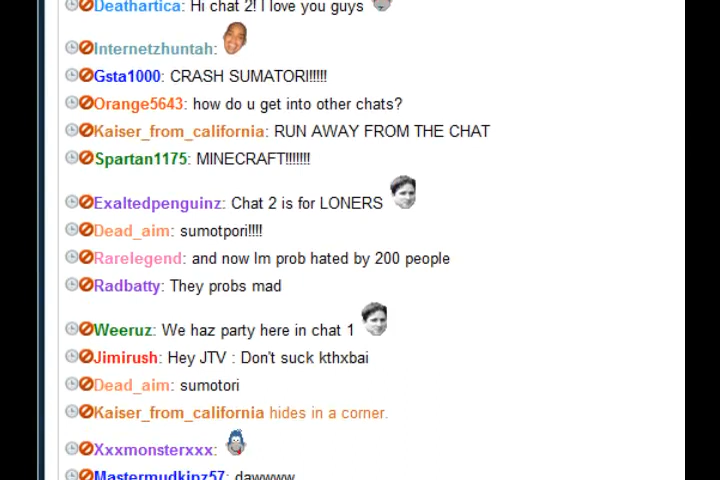 Deathartica: Hi chat 2! I love you guys
Internetzhuntah:
Gsta1000: CRASH SUMATORI!!!!!
Orange5643: how do u get into other chats?
Kaiser_from_california: RUN AWAY FROM THE CHAT
Spartan1175: MINECRAFT!!!!!!!
Exaltedpenguinz: Chat 2 is for LONERS
Dead_aim: sumotpori!!!!
Rarelegend: and now Im prob hated by 200 people
Radbatty: They probs mad
Weeruz: We haz party here in chat 1
Jimirush: Hey JTV : Don't suck kthxbai
Dead_aim: sumotori
Kaiser_from_california hides in a corner.
Xxxmonsterxxx:
Mastermudkipz57: dawwww